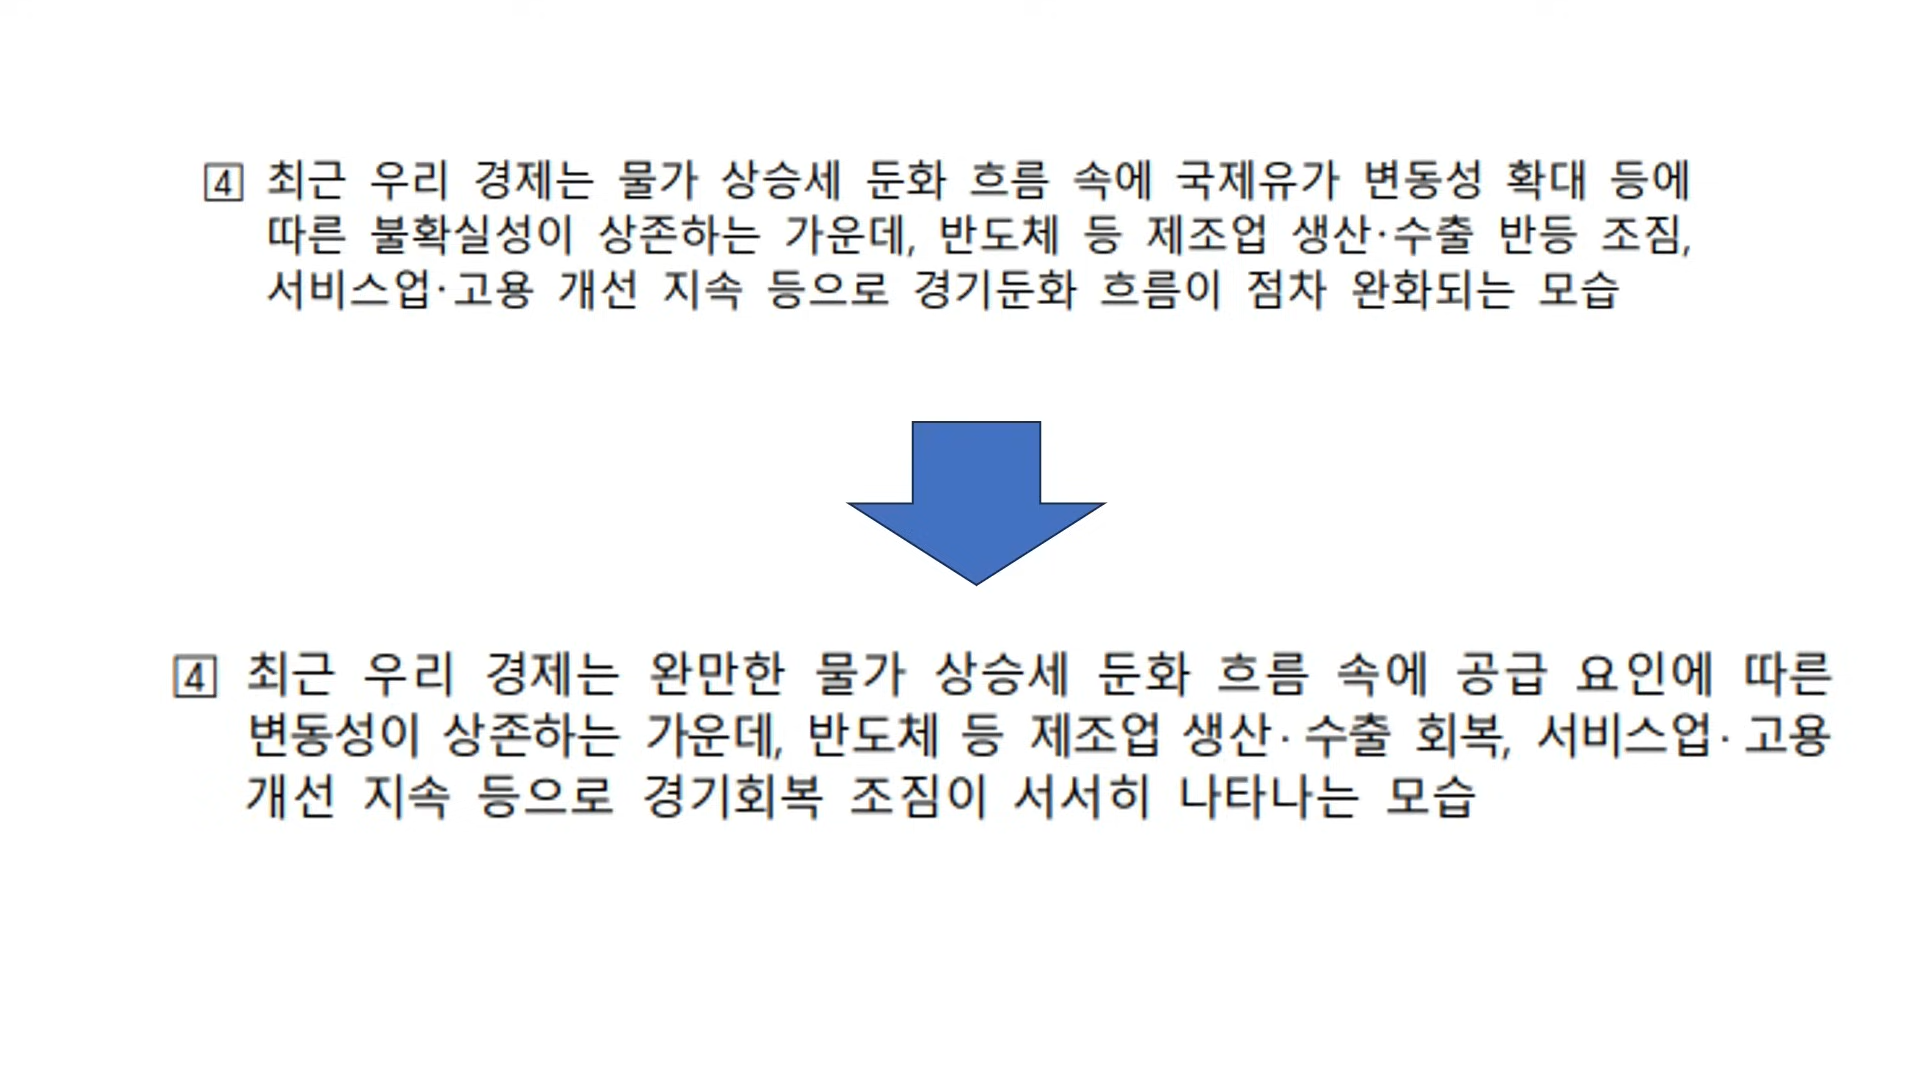 4 최근 우리 경제는 물가 상승세 둔화 흐름 속에 국제유가 변동성 확대 등에
따른 불확실성이 상존하는 가운데, 반도체 등 제조업 생산·수출 반등 조짐,
서비스업·고용 개선 지속 등으로 경기둔화 흐름이 점차 완화되는 모습
4 최근 우리 경제는 완만한 물가 상승세 둔화 흐름 속에 공급 요인에 따른
변동성이 상존하는 가운데, 반도체 등 제조업 생산·수출 회복, 서비스업·고용
개선 지속 등으로 경기회복 조짐이 서서히 나타나는 모습